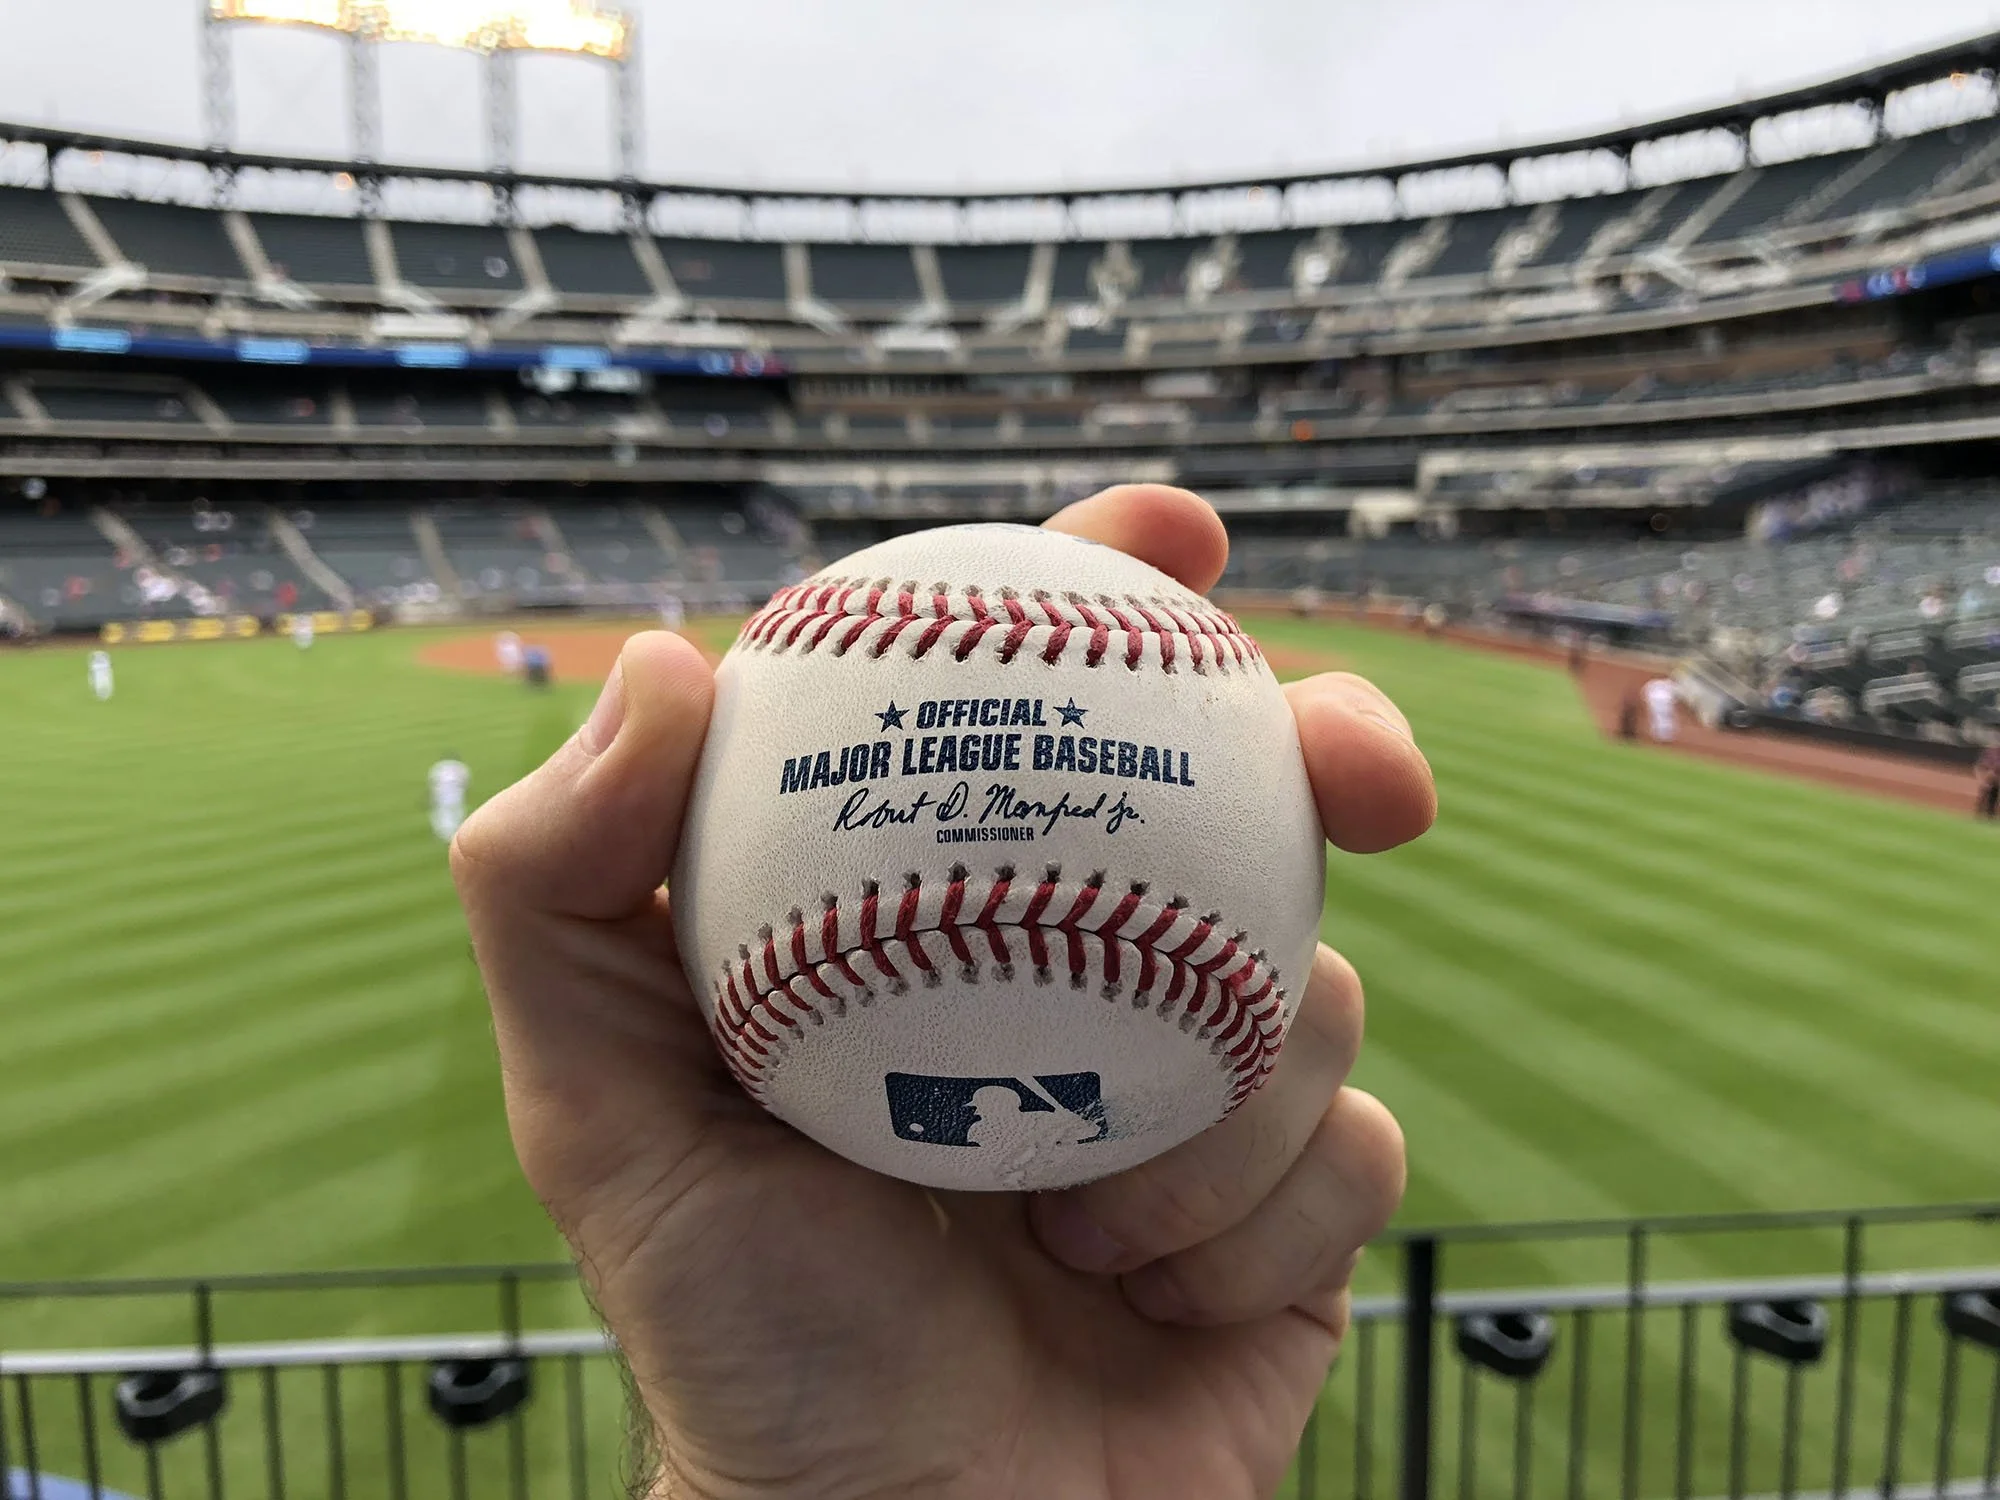 OFFICIAL
MAJOR LEAGUE BASEBALL
Robert D. Manfred Jr.
COMMISSIONER